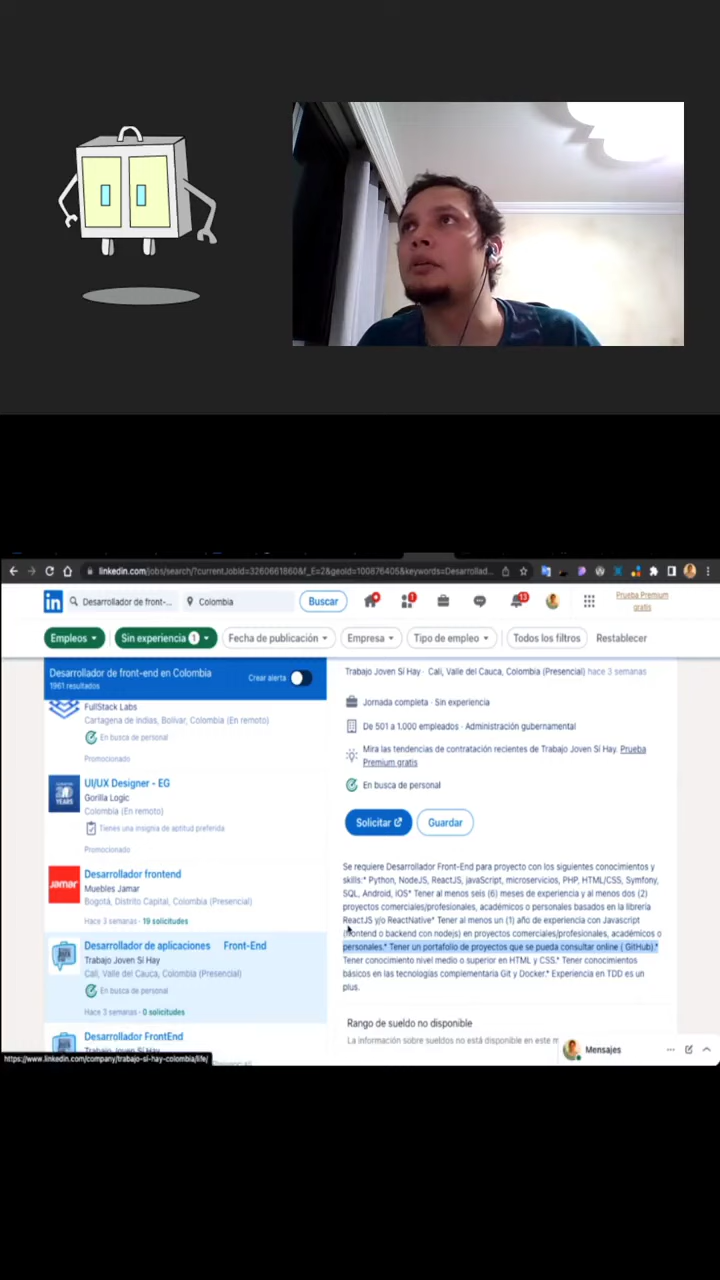 linkedin.com/jobs/search/?currentJobId=3260661860&f_E=2&geoId=100876405&keywords=Desarrollad...
in
Desarrollador de front-...
Colombia
Buscar
1
13
Prueba Premium
gratis
Empleos
Sin experiencia 1
Fecha de publicación
Empresa
Tipo de empleo
Todos los filtros
Restablecer
Desarrollador de front-end en Colombia
1961 resultados
Crear alerta
FullStack Labs
Cartagena de Indias, Bolívar, Colombia (En remoto)
En busca de personal
Promocionado
YEARS
UI/UX Designer - EG
Gorilla Logic
Colombia (En remoto)
Tienes una insignia de aptitud preferida
Promocionado
Jamar
Desarrollador frontend
Muebles Jamar
Bogotá, Distrito Capital, Colombia (Presencial)
Hace 3 semanas · 19 solicitudes
Desarrollador de aplicaciones Front-End
Trabajo Joven Sí Hay
Cali, Valle del Cauca, Colombia (Presencial)
En busca de personal
Hace 3 semanas · 0 solicitudes
Desarrollador FrontEnd
Trabajo Joven Sí Hay
https://www.linkedin.com/company/trabajo-sí-hay-colombia/life/
Trabajo Joven Sí Hay · Cali, Valle del Cauca, Colombia (Presencial) hace 3 semanas
Jornada completa · Sin experiencia
De 501 a 1.000 empleados · Administración gubernamental
Mira las tendencias de contratación recientes de Trabajo Joven Sí Hay. Prueba
Premium gratis
En busca de personal
Solicitar
Guardar
Se requiere Desarrollador Front-End para proyecto con los siguientes conocimientos y
skills:* Python, NodeJS, ReactJS, javaScript, microservicios, PHP, HTML/CSS, Symfony,
SQL, Android, iOS* Tener al menos seis (6) meses de experiencia y al menos dos (2)
proyectos comerciales/profesionales, académicos o personales basados en la librería
ReactJS y/o ReactNative* Tener al menos un (1) año de experiencia con Javascript
(frontend o backend con nodejs) en proyectos comerciales/profesionales, académicos o
personales.* Tener un portafolio de proyectos que se pueda consultar online ( GitHub).*
Tener conocimiento nivel medio o superior en HTML y CSS.* Tener conocimientos
básicos en las tecnologías complementaria Git y Docker.* Experiencia en TDD es un
plus.
Rango de sueldo no disponible
La información sobre sueldos no está disponible en este m
Mensajes